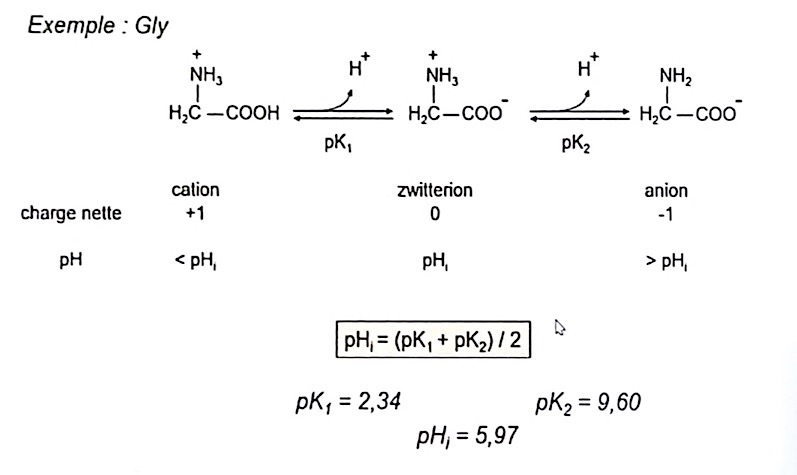 Exemple : Gly
+ H+ + H+
NH3 NH3 NH2
H2C–COOH H2C–COO- H2C–COO-
pK1 pK2
cation zwitterion anion
charge nette +1 0 -1
pH < pHi pHi > pHi
pHi = (pK1 + pK2) / 2
pK1 = 2,34 pK2 = 9,60
pHi = 5,97